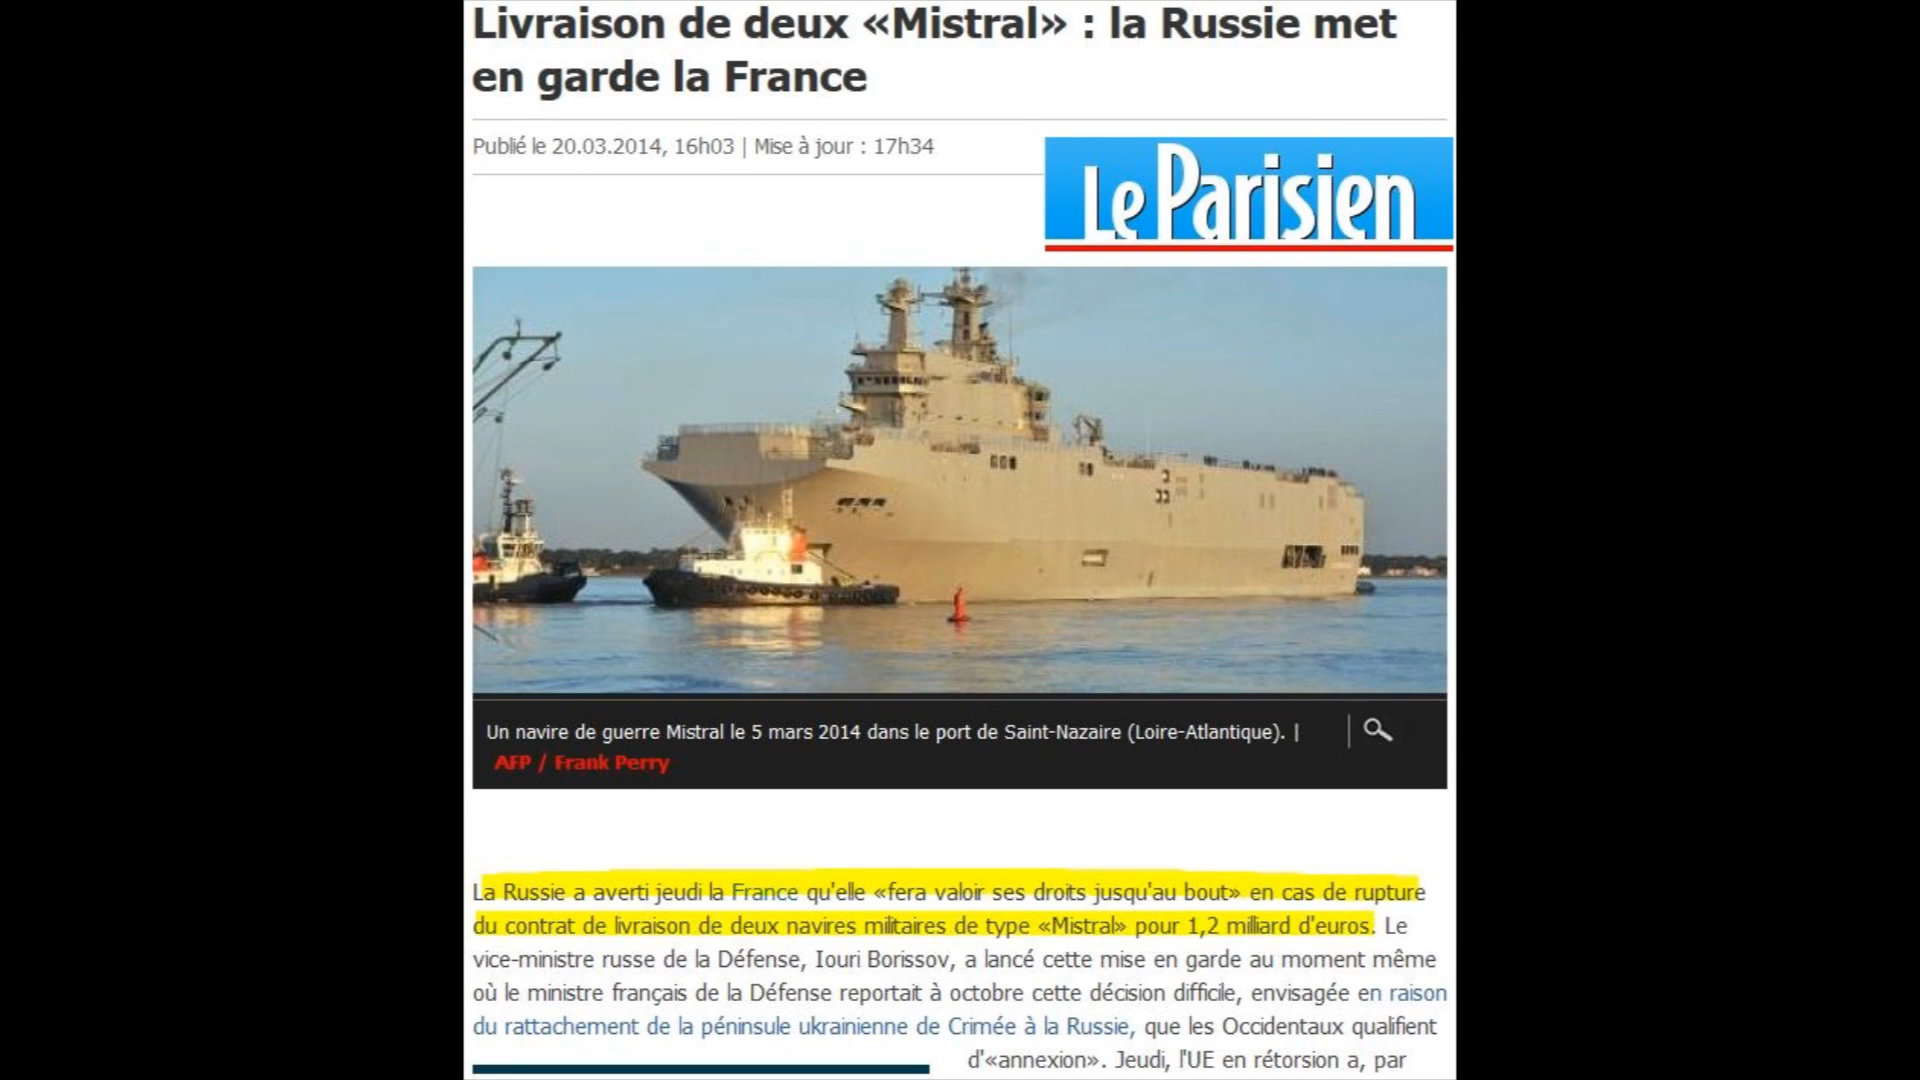 Livraison de deux «Mistral» : la Russie met
en garde la France
Publié le 20.03.2014, 16h03 | Mise à jour : 17h34
Le Parisien
Un navire de guerre Mistral le 5 mars 2014 dans le port de Saint-Nazaire (Loire-Atlantique). |
AFP / Frank Perry
La Russie a averti jeudi la France qu'elle «fera valoir ses droits jusqu'au bout» en cas de rupture
du contrat de livraison de deux navires militaires de type «Mistral» pour 1,2 milliard d'euros. Le
vice-ministre russe de la Défense, Iouri Borissov, a lancé cette mise en garde au moment même
où le ministre français de la Défense reportait à octobre cette décision difficile, envisagée en raison
du rattachement de la péninsule ukrainienne de Crimée à la Russie, que les Occidentaux qualifient
d'«annexion». Jeudi, l'UE en rétorsion a, par